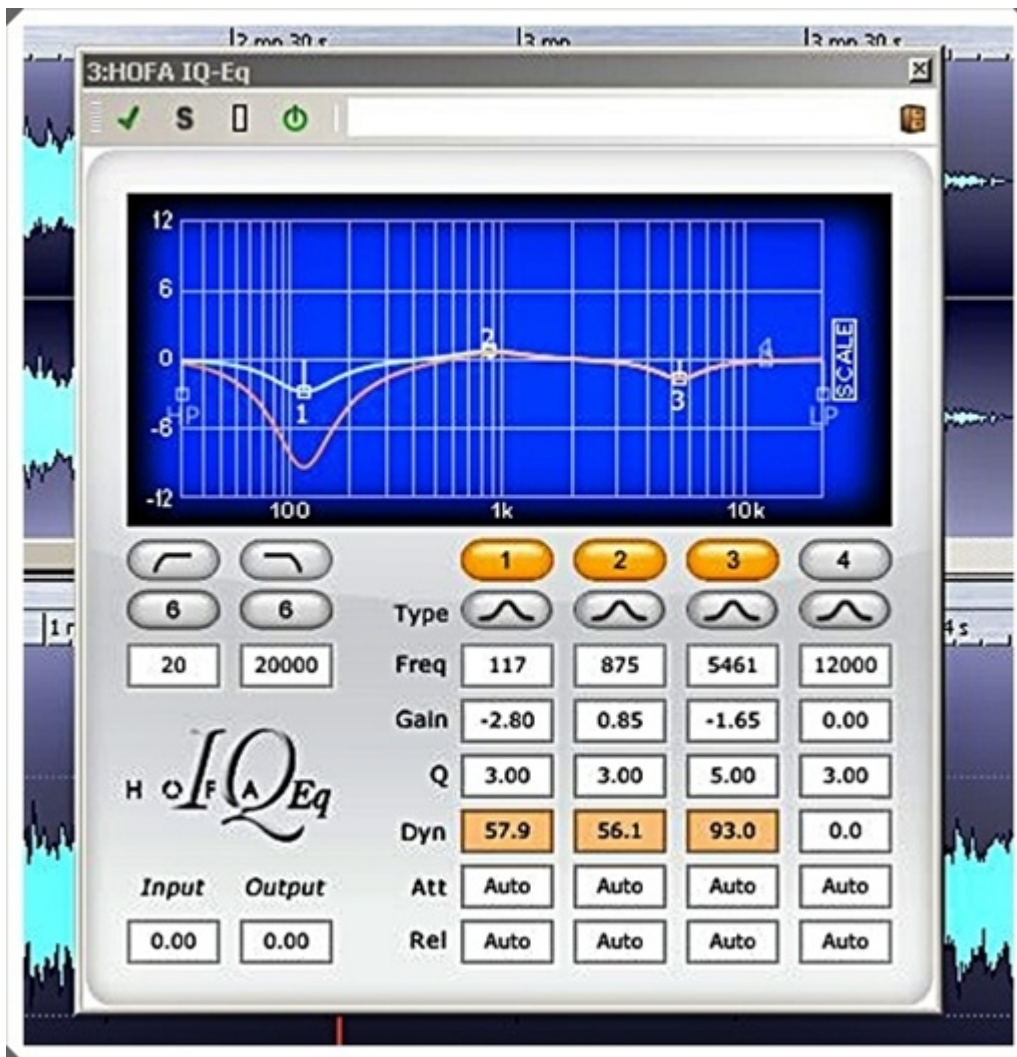 2 mn 30 s
3 mn
3 mn 30 s
3:HOFA IQ-Eq
S
12
6
0
-6
-12
HP
1
2
3
4
LP
SCALE
100
1k
10k
1 2 3 4
6 6 Type
20 20000 Freq 117 875 5461 12000
Gain -2.80 0.85 -1.65 0.00
HOFA IQ Eq
Q 3.00 3.00 5.00 3.00
Dyn 57.9 56.1 93.0 0.0
Input Output Att Auto Auto Auto Auto
0.00 0.00 Rel Auto Auto Auto Auto
4 s